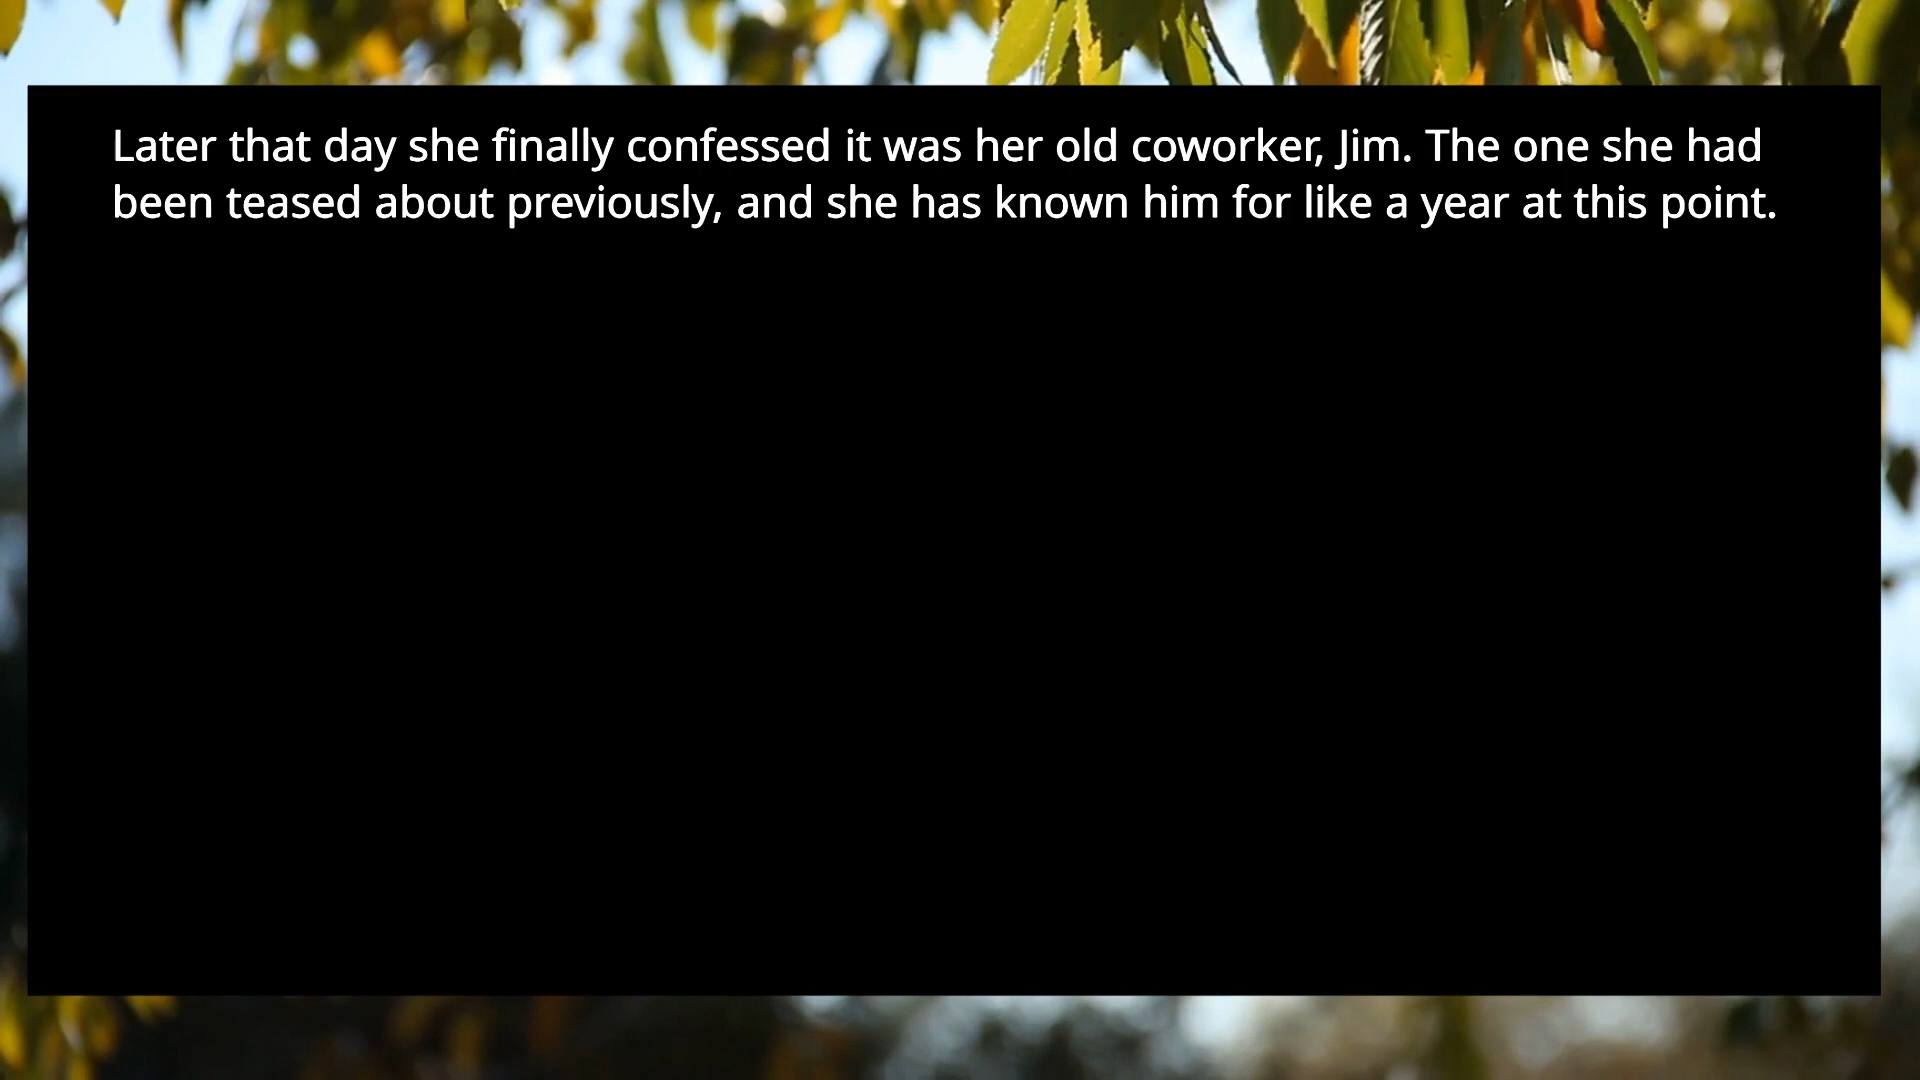 Later that day she finally confessed it was her old coworker, Jim. The one she had
been teased about previously, and she has known him for like a year at this point.